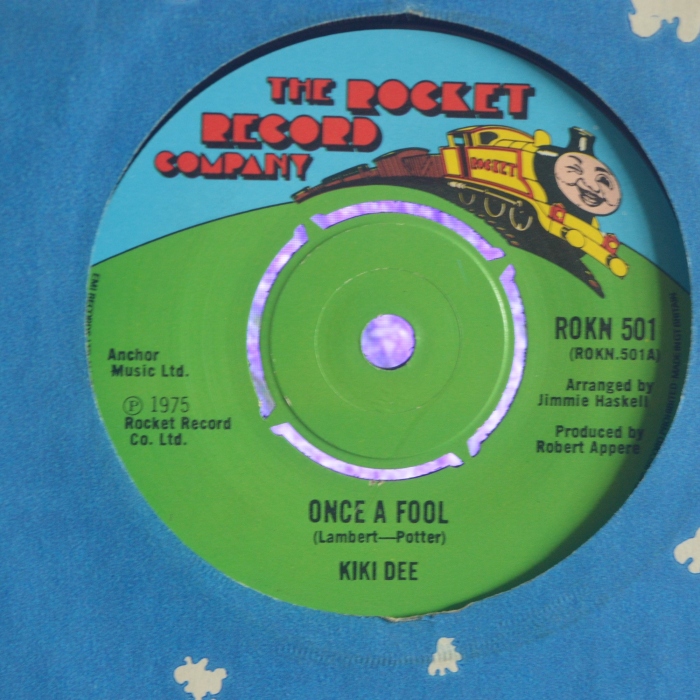 THE ROCKET
RECORD
COMPANY
ROCKET
ROKN 501
(ROKN.501A)
Anchor
Music Ltd.
Arranged by
Jimmie Haskell
℗ 1975
Rocket Record
Co. Ltd.
Produced by
Robert Appere
ONCE A FOOL
(Lambert—Potter)
KIKI DEE